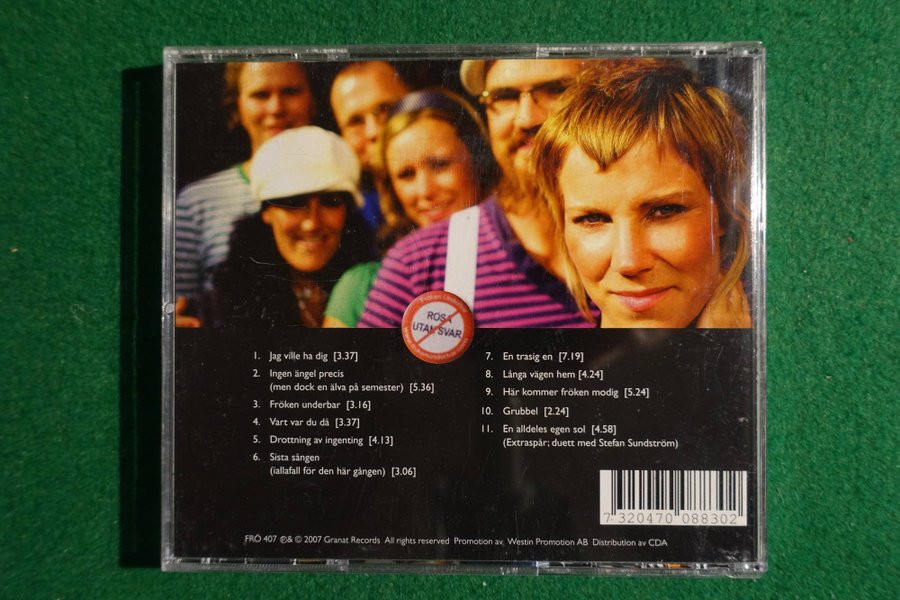 Fröken Underbar
ROSA
UTAN SVAR
1. Jag ville ha dig [3.37]
2. Ingen ängel precis
(men dock en älva på semester) [5.36]
3. Fröken underbar [3.16]
4. Vart var du då [3.37]
5. Drottning av ingenting [4.13]
6. Sista sången
(iallafall för den här gången) [3.06]
7. En trasig en [7.19]
8. Långa vägen hem [4.24]
9. Här kommer fröken modig [5.24]
10. Grubbel [2.24]
11. En alldeles egen sol [4.58]
(Extraspår; duett med Stefan Sundström)
7 320470 088302
FRÖ 407 ℗& © 2007 Granat Records All rights reserved Promotion av Westin Promotion AB Distribution av CDA